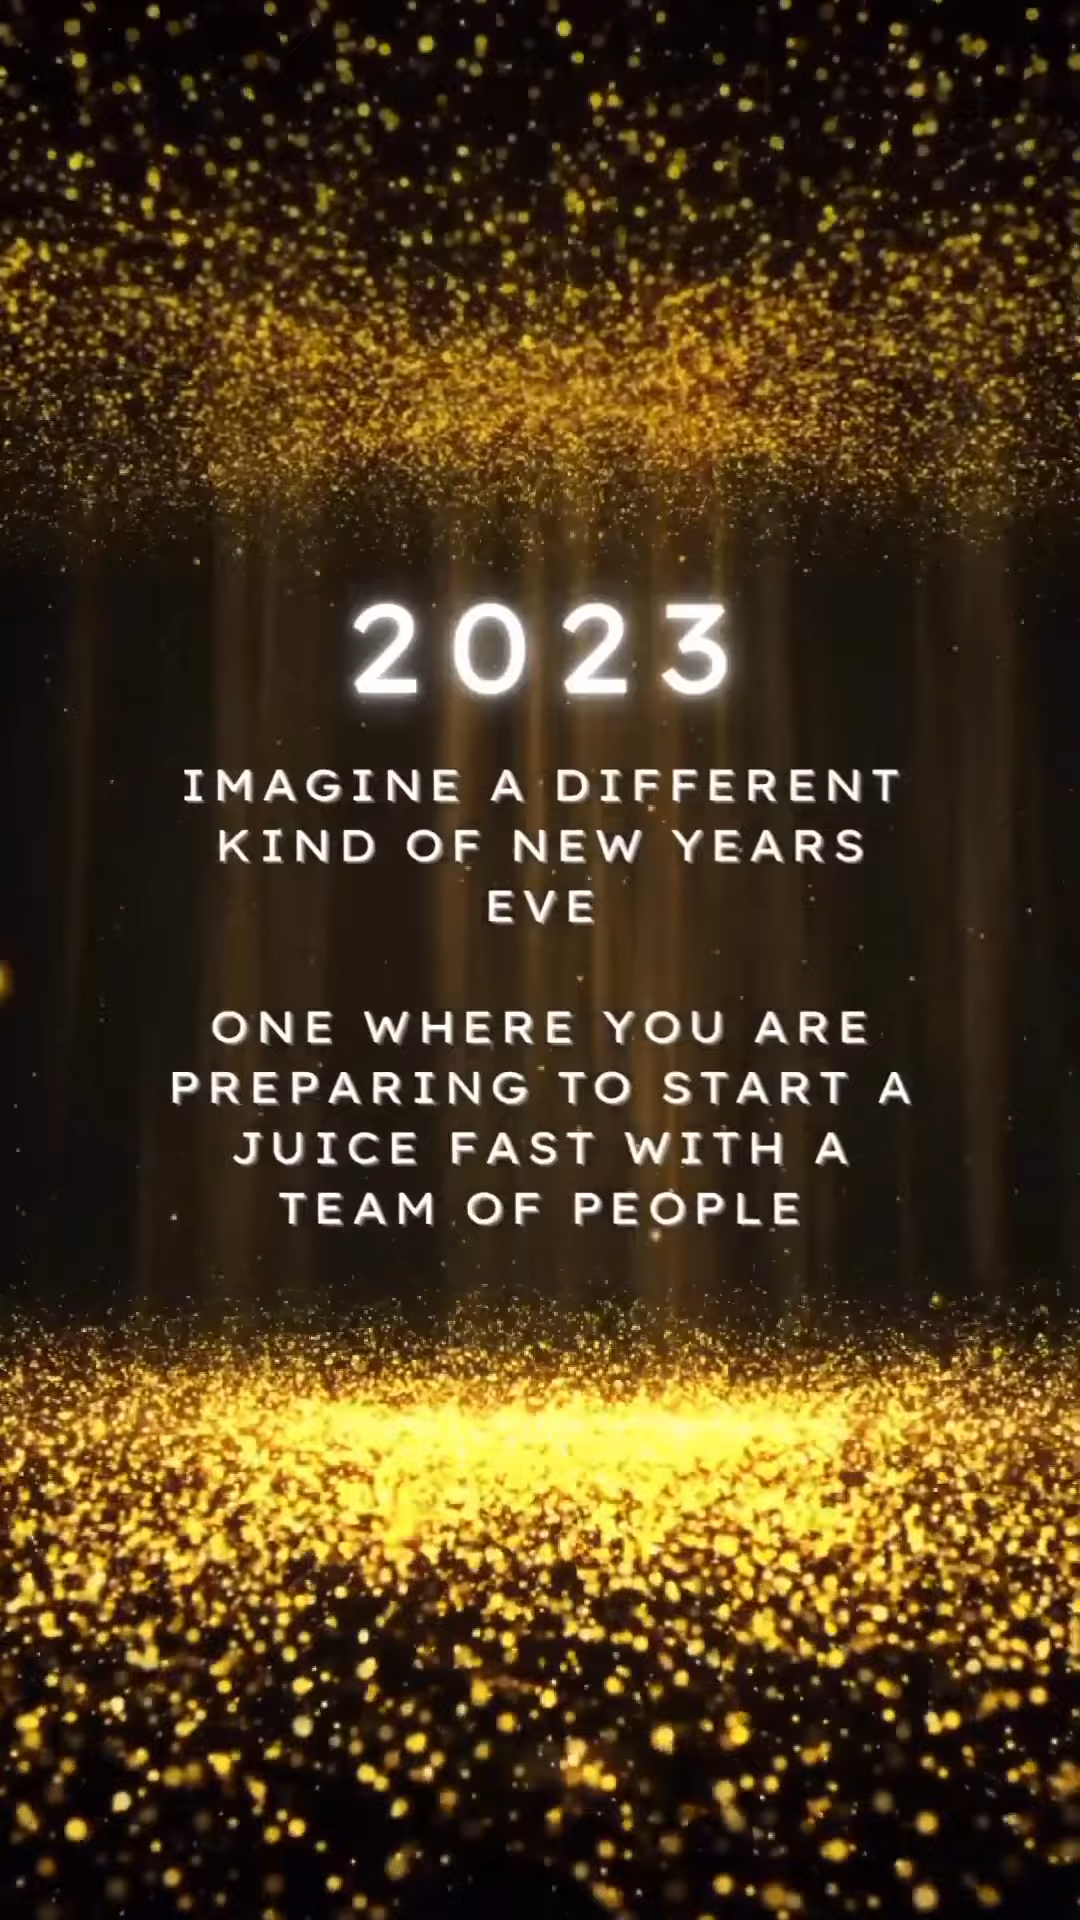 2023
IMAGINE A DIFFERENT
KIND OF NEW YEARS
EVE
ONE WHERE YOU ARE
PREPARING TO START A
JUICE FAST WITH A
TEAM OF PEOPLE